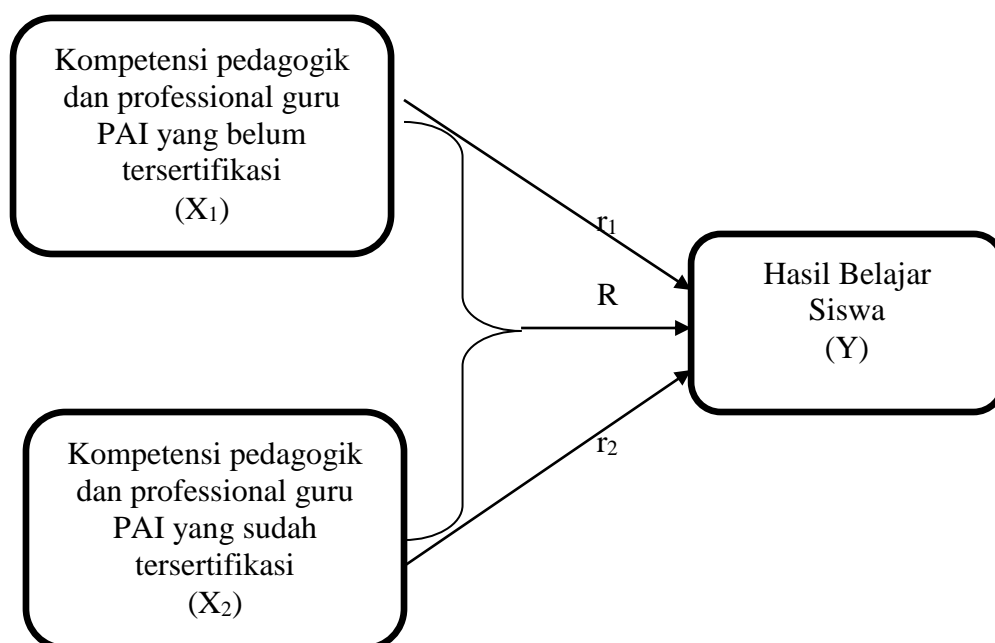 Kompetensi pedagogik
dan professional guru
PAI yang belum
tersertifikasi
(X₁)
r₁
Hasil Belajar
Siswa
(Y)
R
r₂
Kompetensi pedagogik
dan professional guru
PAI yang sudah
tersertifikasi
(X₂)